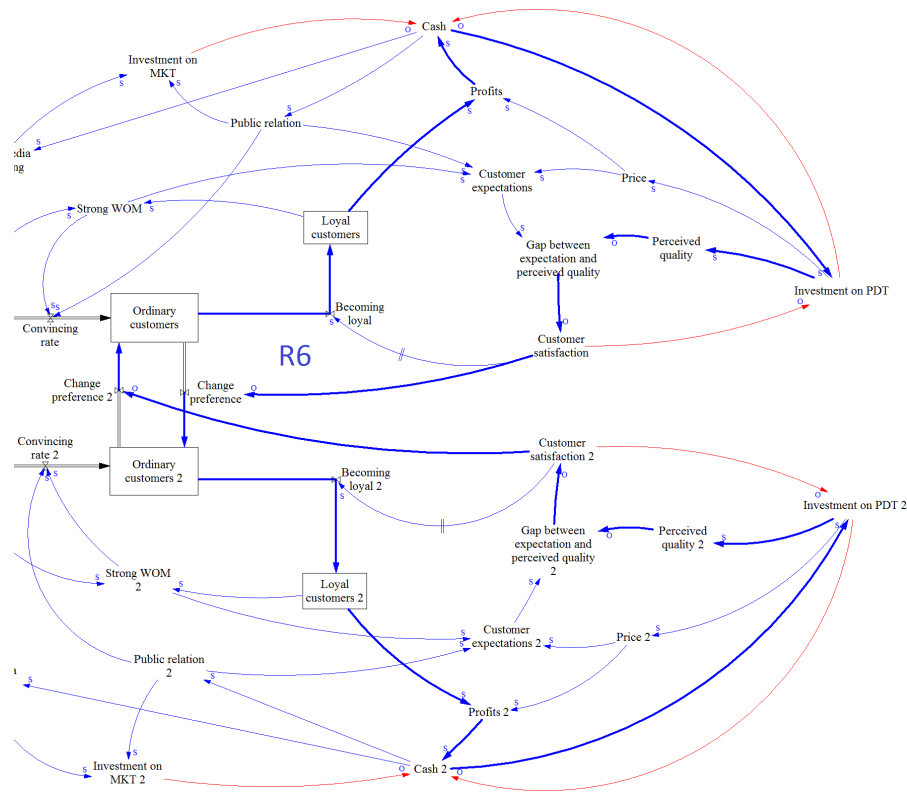 Cash
o
o
s
Investment on
MKT
s
s
Profits
s
s
s
Public relation
s
s
edia
ng
s
Customer
expectations
s
s
s
Price
s
Strong WOM
s
s
Loyal
customers
s
Gap between
expectation and
perceived quality
o
Perceived
quality
s
s
Investment on PDT
o
ss
Convincing
rate
Ordinary
customers
s
Becoming
loyal
s
o
Customer
satisfaction
R6
Change
preference 2
o
s
Change
preference
Convincing
rate 2
s
s
Ordinary
customers 2
Becoming
loyal 2
s
s
Customer
satisfaction 2
o
o
Investment on PDT 2
s
Gap between
expectation and
perceived quality
2
o
s
Perceived
quality 2
s
Strong WOM
2
s
s
Loyal
customers 2
Customer
expectations 2
s
s
s
Price 2
s
Public relation
2
s
s
s
Profits 2
s
s
s
Investment on
MKT 2
s
s
o
Cash 2
o